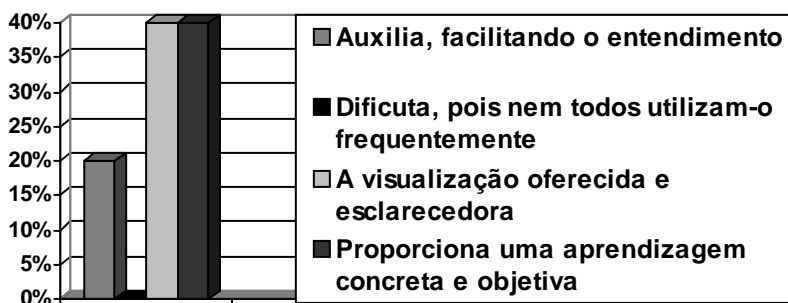 40%
35%
30%
25%
20%
15%
10%
5%
0%
Auxilia, facilitando o entendimento
Dificuta, pois nem todos utilizam-o
frequentemente
A visualização oferecida e
esclarecedora
Proporciona uma aprendizagem
concreta e objetiva